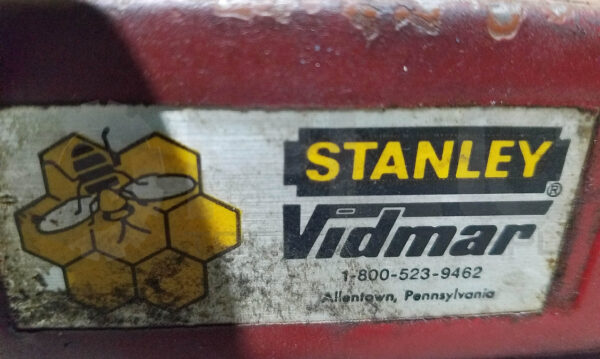 STANLEY®
Vidmar
1-800-523-9462
Allentown, Pennsylvania